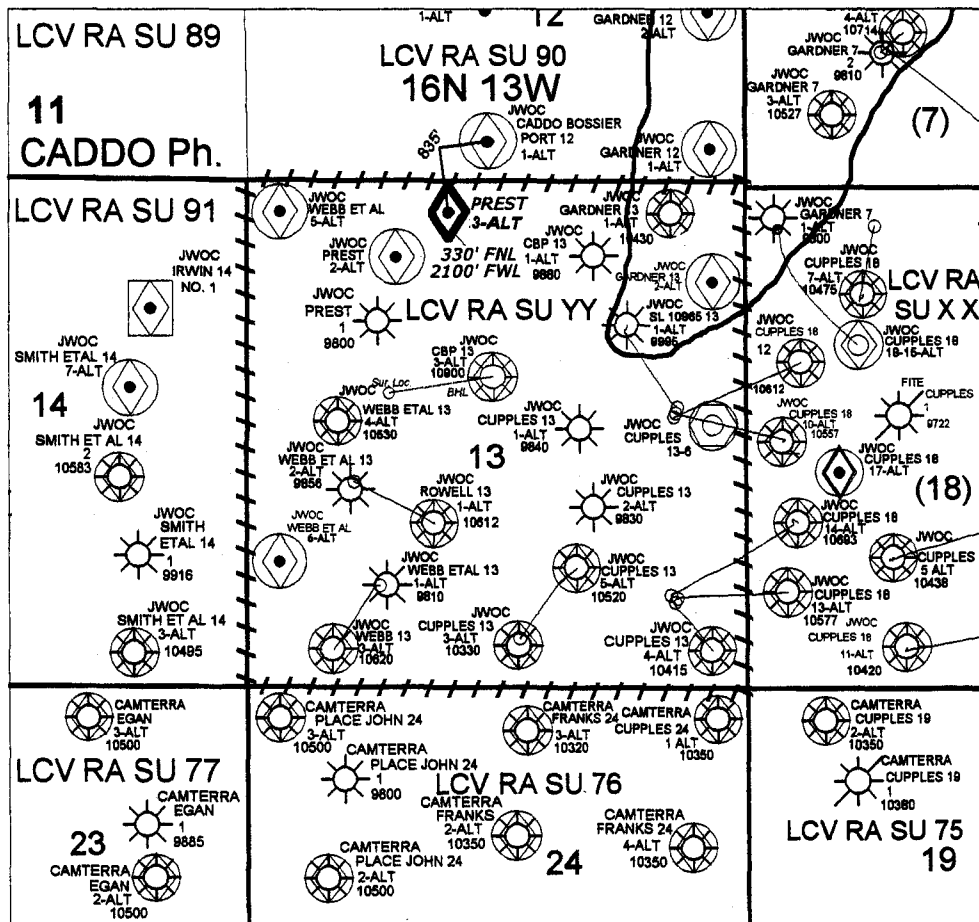 LCV RA SU 89
11
CADDO Ph.
1-ALT
12
LCV RA SU 90
16N 13W
GARDNER 12
2-ALT
JWOC
CADDO BOSSIER
PORT 12
1-ALT
835'
JWOC
GARDNER 12
1-ALT
4-ALT
10714
JWOC
GARDNER 7
2
9810
JWOC
GARDNER 7
3-ALT
10527
(7)
LCV RA SU 91
JWOC
IRWIN 14
NO. 1
JWOC
SMITH ETAL 14
7-ALT
14
JWOC
SMITH ET AL 14
2
10583
JWOC
SMITH
ETAL 14
1
9916
JWOC
SMITH ET AL 14
3-ALT
10495
JWOC
WEBB ET AL
5-ALT
PREST
3-ALT
330' FNL
2100' FWL
JWOC
PREST
2-ALT
JWOC
GARDNER 13
1-ALT
10430
JWOC
CBP 13
1-ALT
9860
JWOC
GARDNER 13
2-ALT
JWOC
PREST
1
9800
LCV RA SU YY
JWOC
SL 10965 13
1-ALT
9995
JWOC
CBP 13
3-ALT
10900
Sur. Loc.
BHL
JWOC
WEBB ETAL 13
4-ALT
10530
JWOC
CUPPLES 13
1-ALT
9840
JWOC
CUPPLES
13-6
13
JWOC
WEBB ET AL 13
2-ALT
9856
JWOC
ROWELL 13
1-ALT
10612
JWOC
CUPPLES 13
2-ALT
9830
JWOC
WEBB ET AL
6-ALT
JWOC
WEBB ETAL 13
1-ALT
9810
JWOC
CUPPLES 13
5-ALT
10520
JWOC
WEBB 13
3-ALT
10620
JWOC
CUPPLES 13
3-ALT
10330
JWOC
CUPPLES 13
4-ALT
10415
JWOC
GARDNER 7
1-ALT
9800
JWOC
CUPPLES 18
7-ALT
10475
LCV RA
SU XX
JWOC
CUPPLES 18
12
10612
JWOC
CUPPLES 18
18-15-ALT
FITE
CUPPLES
1
9722
JWOC
CUPPLES 18
10-ALT
10557
JWOC
CUPPLES 18
17-ALT
(18)
JWOC
CUPPLES 18
14-ALT
10693
JWOC
CUPPLES
5 ALT
10438
JWOC
CUPPLES 18
13-ALT
10577
JWOC
CUPPLES 18
11-ALT
10420
CAMTERRA
EGAN
3-ALT
10500
LCV RA SU 77
CAMTERRA
EGAN
1
9885
23
CAMTERRA
EGAN
2-ALT
10500
CAMTERRA
PLACE JOHN 24
3-ALT
10500
CAMTERRA
PLACE JOHN 24
1
9800
CAMTERRA
FRANKS 24
3-ALT
10320
CAMTERRA
CUPPLES 24
1 ALT
10350
LCV RA SU 76
CAMTERRA
FRANKS
2-ALT
10350
CAMTERRA
FRANKS 24
4-ALT
10350
CAMTERRA
PLACE JOHN 24
2-ALT
10500
24
CAMTERRA
CUPPLES 19
2-ALT
10350
CAMTERRA
CUPPLES 19
1
10380
LCV RA SU 75
19